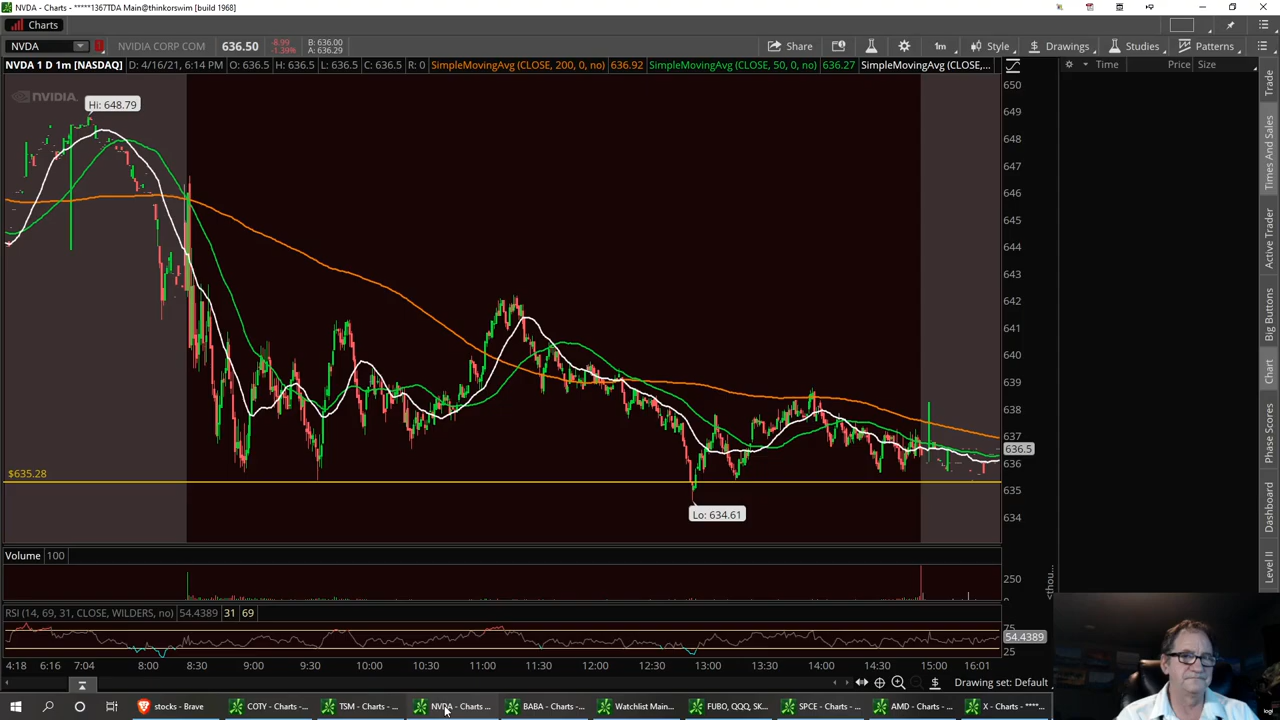 NVDA - Charts - *****1367TDA Main@thinkorswim [build 1968]
Charts
NVDA NVIDIA CORP COM 636.50 -8.99 -1.39% B: 636.00 A: 636.29 Share 1m Style Drawings Studies Patterns
NVDA 1 D 1m [NASDAQ] D: 4/16/21, 6:14 PM O: 636.5 H: 636.5 L: 636.5 C: 636.5 R: 0 SimpleMovingAvg (CLOSE, 200, 0, no) 636.92 SimpleMovingAvg (CLOSE, 50, 0, no) 636.27 SimpleMovingAvg (CLOSE,...
Time Price Size
NVIDIA
Hi: 648.79
650
649
648
647
646
645
644
643
642
641
640
639
638
637
636.5
636
635
634
$635.28
Lo: 634.61
Volume 100
250
0
<thou...
RSI (14, 69, 31, CLOSE, WILDERS, no) 54.4389 31 69
75
54.4389
25
4:18 6:16 7:04 8:00 8:30 9:00 9:30 10:00 10:30 11:00 11:30 12:00 12:30 13:00 13:30 14:00 14:30 15:00 16:01
Drawing set: Default
Trade
Times And Sales
Active Trader
Big Buttons
Chart
Phase Scores
Dashboard
Level II
logi
stocks - Brave
COTY - Charts -...
TSM - Charts -...
NVDA - Charts ...
BABA - Charts -...
Watchlist Main...
FUBO, QQQ, SK...
SPCE - Charts -...
AMD - Charts -...
X - Charts - ****...